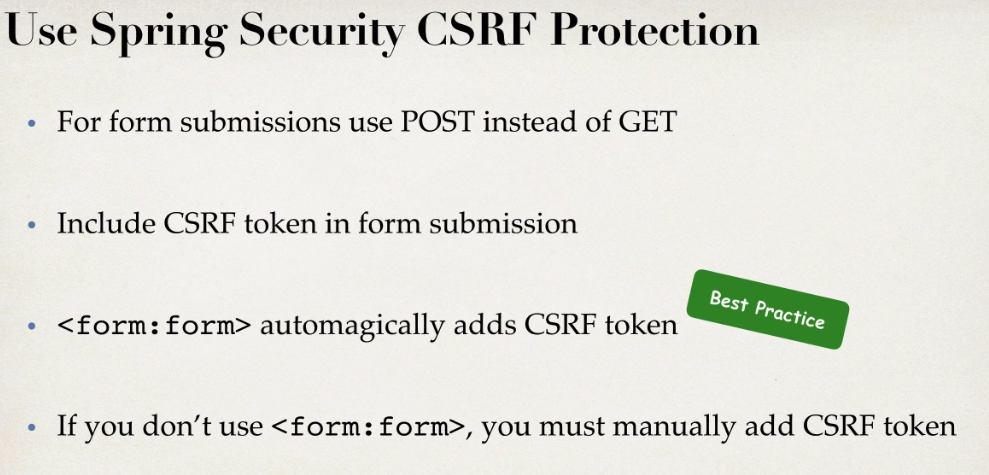 Use Spring Security CSRF Protection
• For form submissions use POST instead of GET
• Include CSRF token in form submission
• <form:form> automagically adds CSRF token
Best Practice
• If you don’t use <form:form>, you must manually add CSRF token